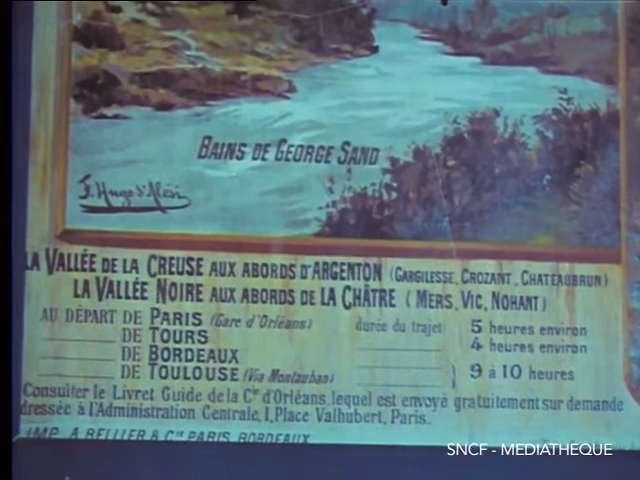 BAINS DE GEORGE SAND
F. Hugo d'Alési
LA VALLÉE DE LA CREUSE AUX ABORDS D'ARGENTON (GARGILESSE, CROZANT, CHATEAUBRUN)
LA VALLÉE NOIRE AUX ABORDS DE LA CHÂTRE (MERS, VIC, NOHANT)
AU DÉPART DE PARIS (Gare d'Orléans) durée du trajet 5 heures environ
DE TOURS 4 heures environ
DE BORDEAUX
DE TOULOUSE (Via Montauban) } 9 à 10 heures
Consulter le Livret Guide de la Cie d'Orléans, lequel est envoyé gratuitement sur demande
dressée à l'Administration Centrale, 1, Place Valhubert, Paris.
IMP. A. BELLIER & Cie PARIS, BORDEAUX
SNCF - MEDIATHEQUE